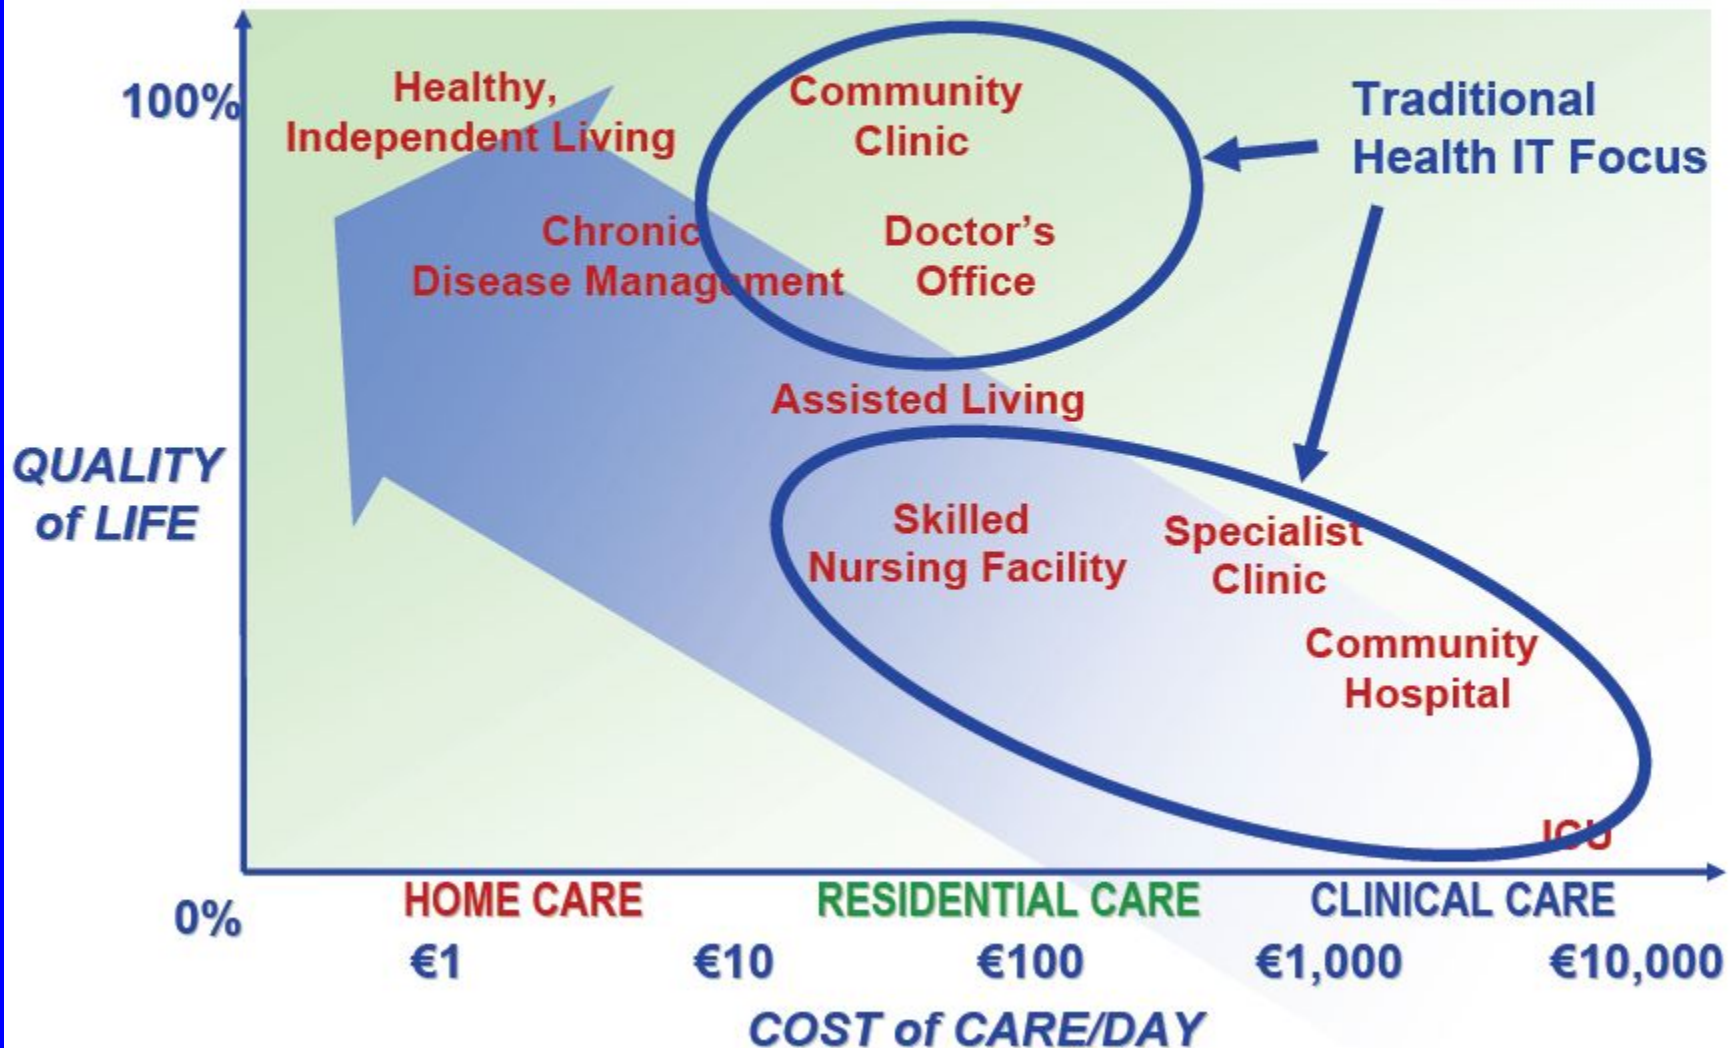 100%
Healthy,
Independent Living
Community
Clinic
Traditional
Health IT Focus
Chronic
Disease Management
Doctor's
Office
Assisted Living
QUALITY
of LIFE
Skilled
Nursing Facility
Specialist
Clinic
Community
Hospital
ICU
0%
HOME CARE
RESIDENTIAL CARE
CLINICAL CARE
€1
€10
€100
€1,000
€10,000
COST of CARE/DAY